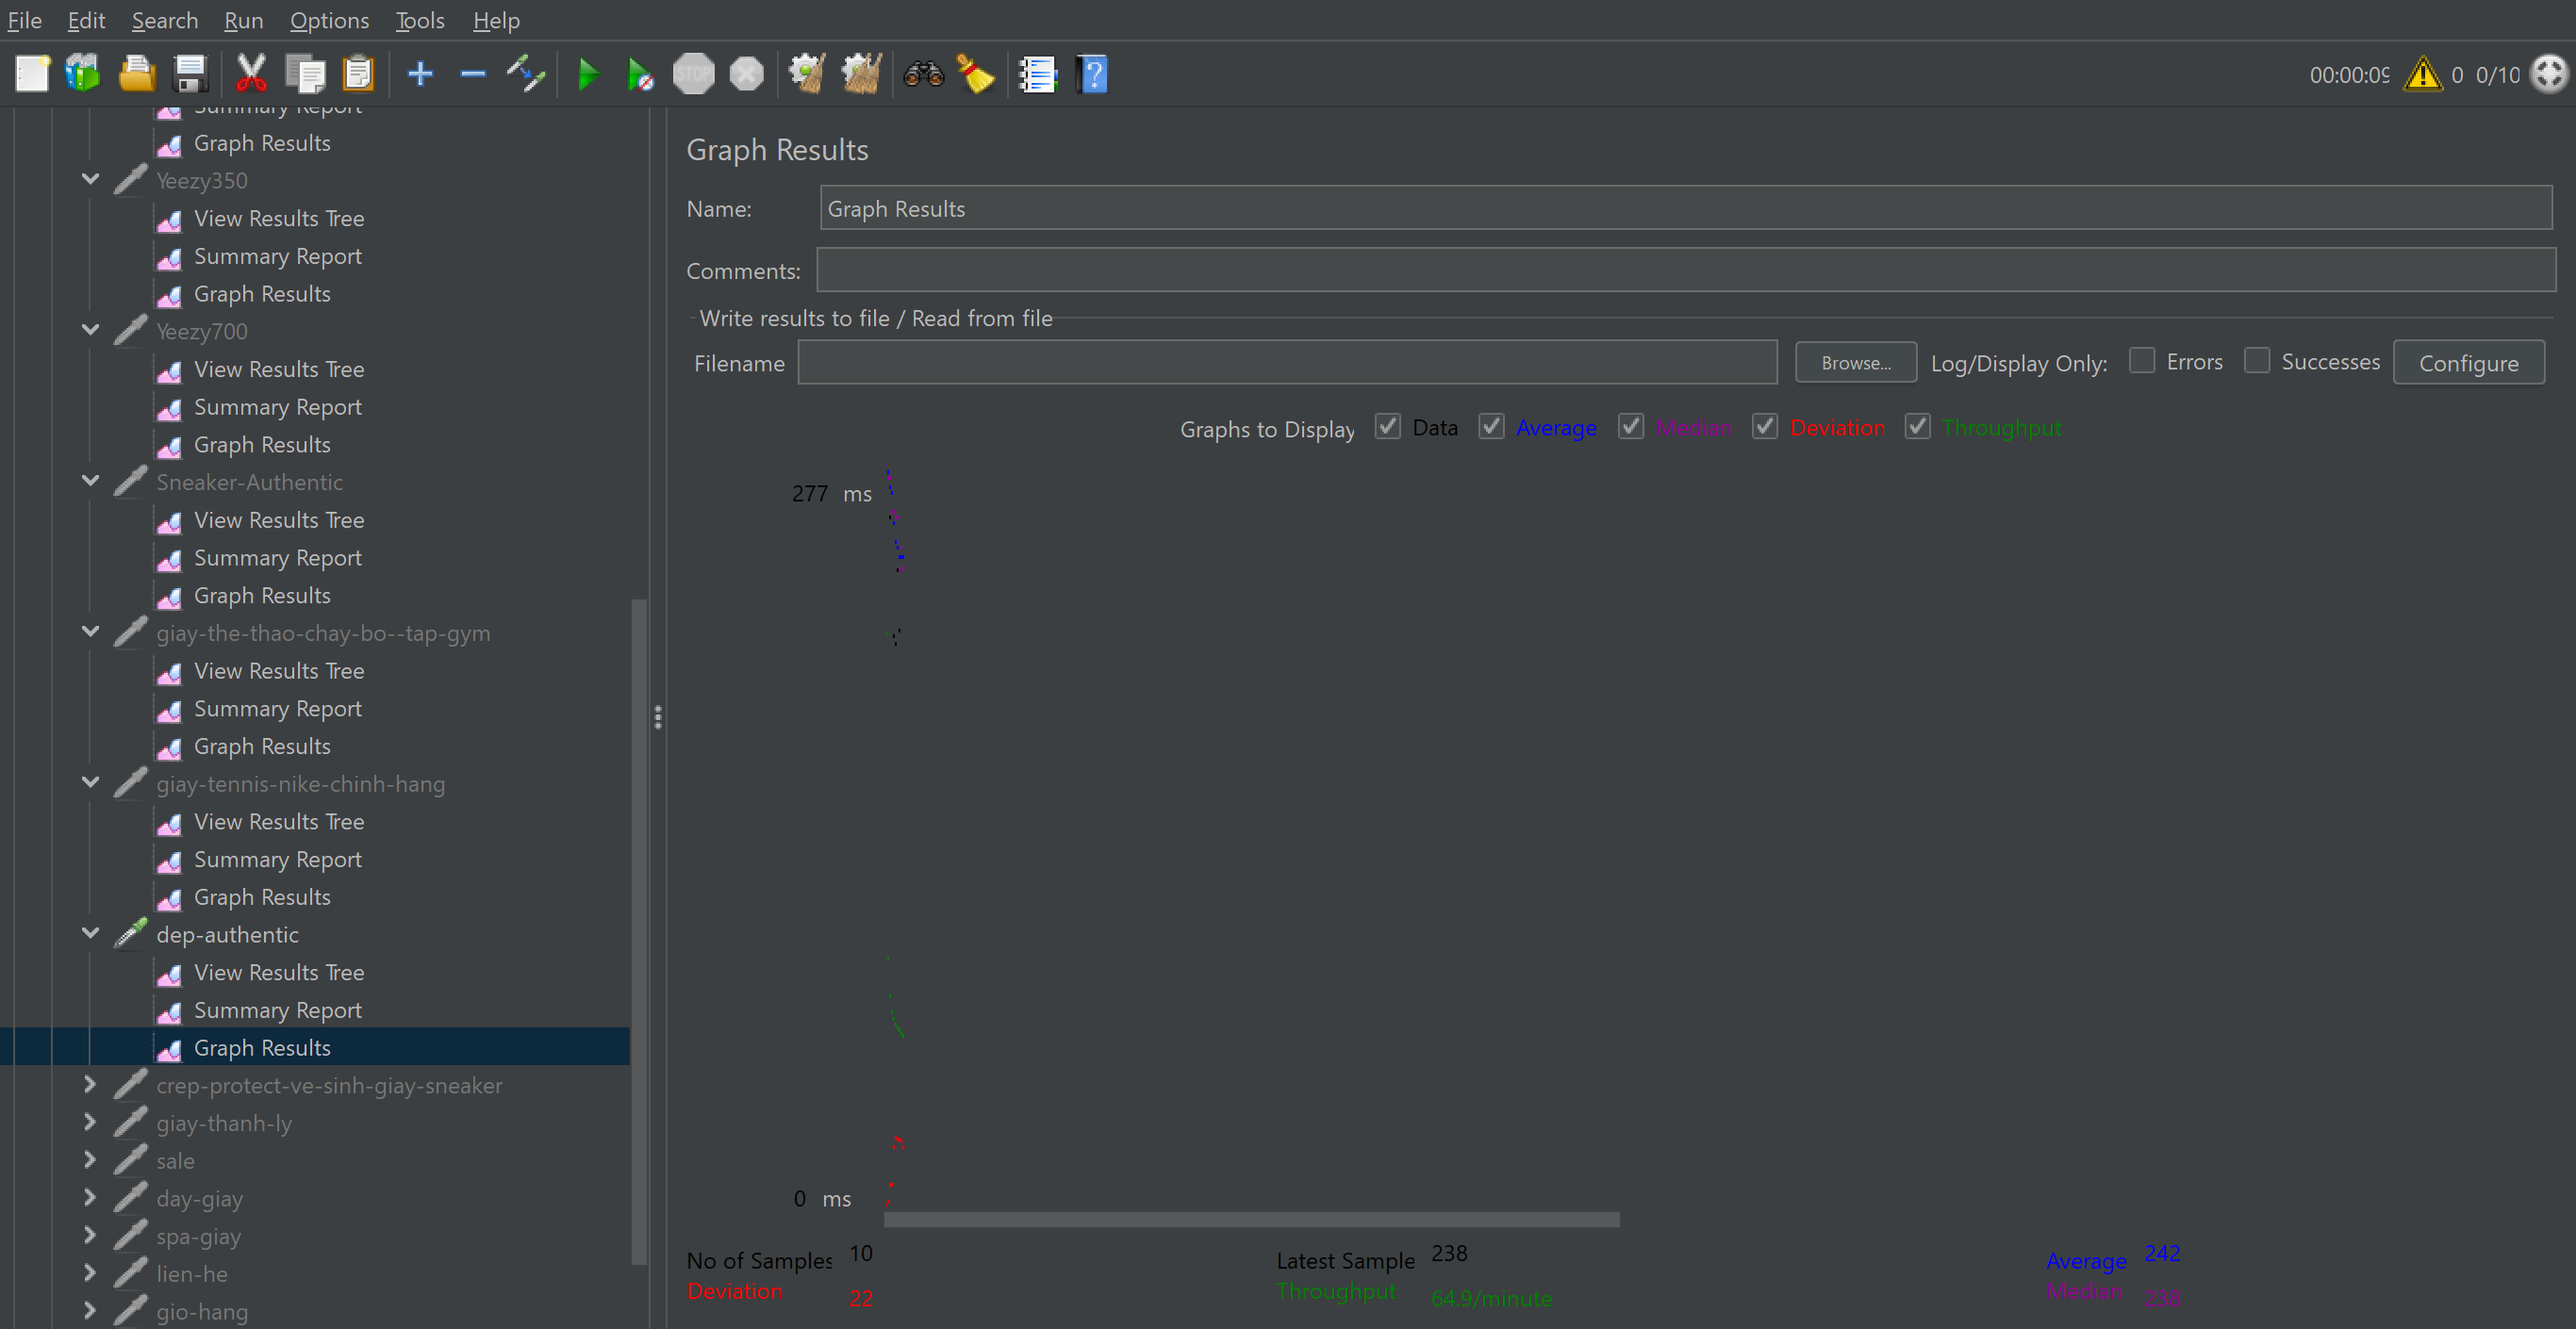 File Edit Search Run Options Tools Help
STOP
00:00:09 0 0/10
Summary Report
Graph Results
Yeezy350
View Results Tree
Summary Report
Graph Results
Yeezy700
View Results Tree
Summary Report
Graph Results
Sneaker-Authentic
View Results Tree
Summary Report
Graph Results
giay-the-thao-chay-bo--tap-gym
View Results Tree
Summary Report
Graph Results
giay-tennis-nike-chinh-hang
View Results Tree
Summary Report
Graph Results
dep-authentic
View Results Tree
Summary Report
Graph Results
crep-protect-ve-sinh-giay-sneaker
giay-thanh-ly
sale
day-giay
spa-giay
lien-he
gio-hang
Graph Results
Name: Graph Results
Comments:
Write results to file / Read from file
Filename Browse... Log/Display Only: Errors Successes Configure
Graphs to Display Data Average Median Deviation Throughput
277 ms
0 ms
No of Samples 10 Latest Sample 238 Average 242
Deviation 22 Throughput 64.9/minute Median 238